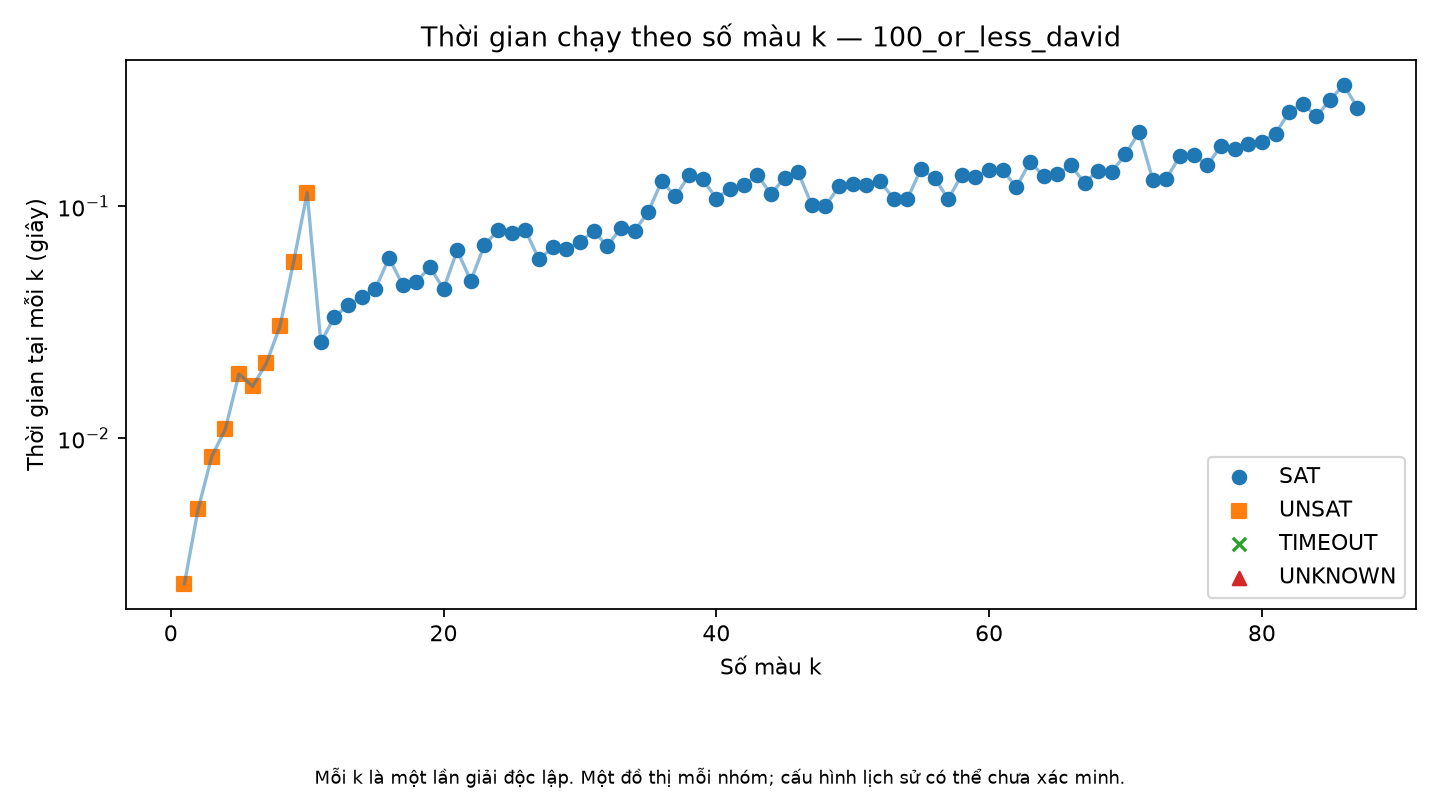 Thời gian chạy theo số màu k — 100_or_less_david
Thời gian tại mỗi k (giây)
10⁻¹
10⁻²
0 20 40 60 80
Số màu k
SAT
UNSAT
TIMEOUT
UNKNOWN
Mỗi k là một lần giải độc lập. Một đồ thị mỗi nhóm; cấu hình lịch sử có thể chưa xác minh.